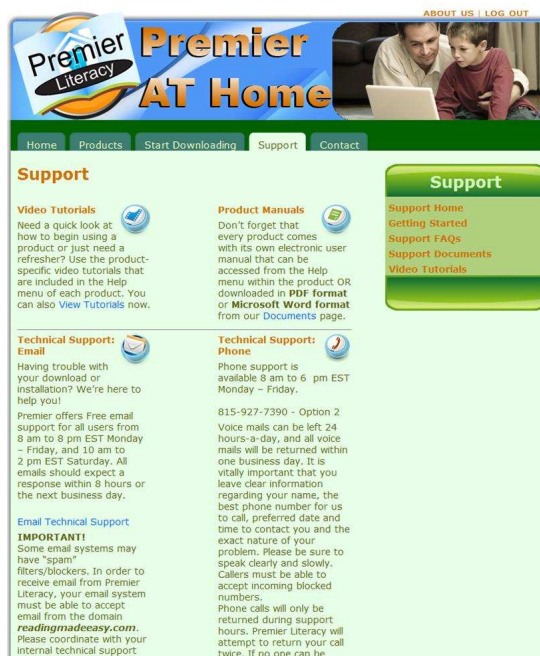 ABOUT US | LOG OUT
Premier
Literacy
Premier
AT Home
Home
Products
Start Downloading
Support
Contact
Support
Video Tutorials
Need a quick look at
how to begin using a
product or just need a
refresher? Use the product-
specific video tutorials that
are included in the Help
menu of each product. You
can also View Tutorials now.
Product Manuals
Don't forget that
every product comes
with its own electronic user
manual that can be
accessed from the Help
menu within the product OR
downloaded in PDF format
or Microsoft Word format
from our Documents page.
Technical Support:
Email
Having trouble with
your download or
installation? We're here to
help you!
Premier offers Free email
support for all users from
8 am to 8 pm EST Monday
– Friday, and 10 am to
2 pm EST Saturday. All
emails should expect a
response within 8 hours or
the next business day.
Email Technical Support
IMPORTANT!
Some email systems may
have "spam"
filters/blockers. In order to
receive email from Premier
Literacy, your email system
must be able to accept
email from the domain
readingmadeeasy.com.
Please coordinate with your
internal technical support
Technical Support:
Phone
Phone support is
available 8 am to 6 pm EST
Monday – Friday.
815-927-7390 - Option 2
Voice mails can be left 24
hours-a-day, and all voice
mails will be returned within
one business day. It is
vitally important that you
leave clear information
regarding your name, the
best phone number for us
to call, preferred date and
time to contact you and the
exact nature of your
problem. Please be sure to
speak clearly and slowly.
Callers must be able to
accept incoming blocked
numbers.
Phone calls will only be
returned during support
hours. Premier Literacy will
attempt to return your call
twice. If no one can be
Support
Support Home
Getting Started
Support FAQs
Support Documents
Video Tutorials